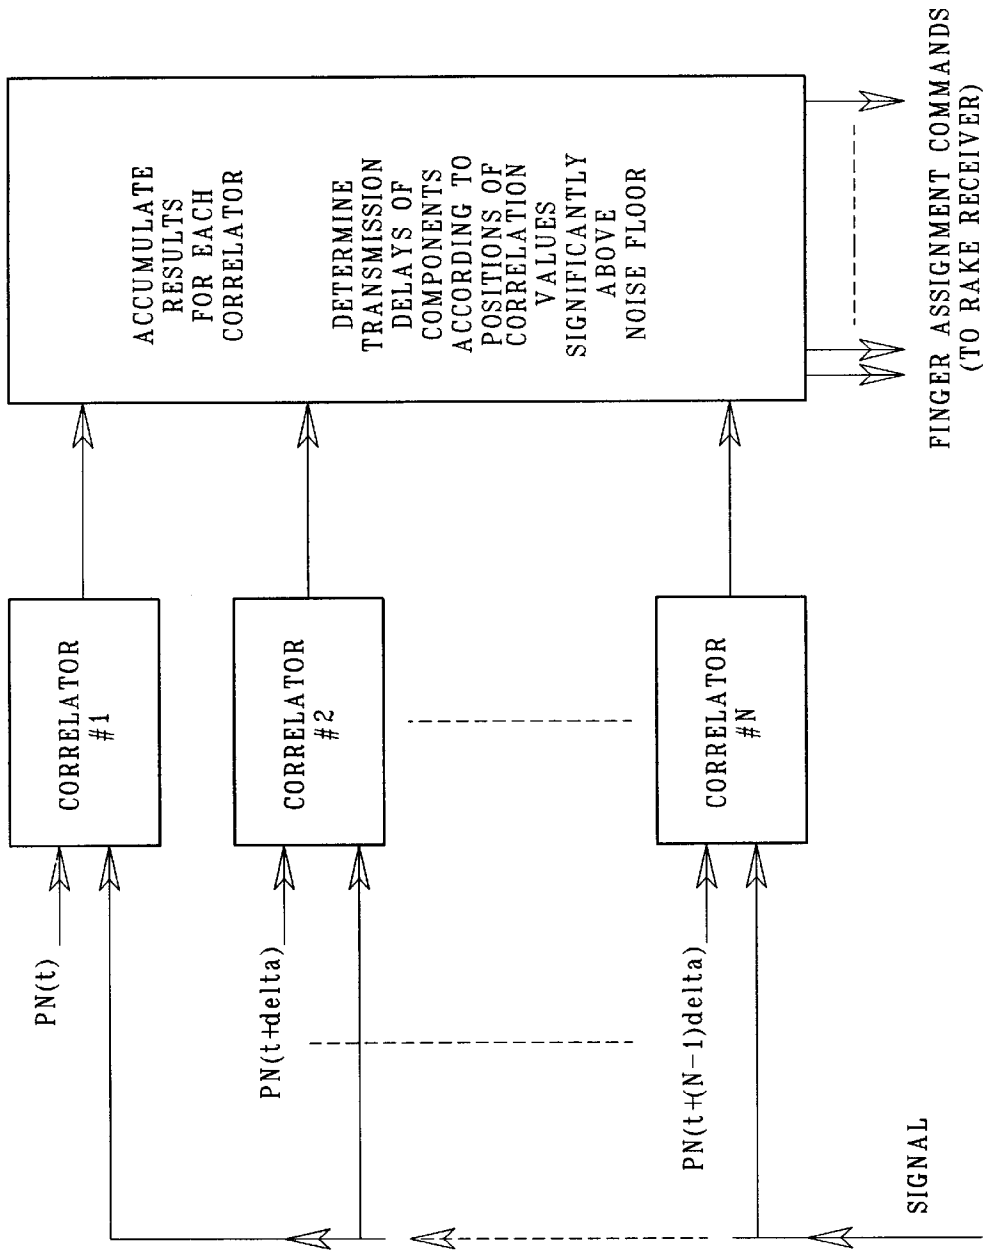 PN(t)
CORRELATOR
#1
PN(t+delta)
CORRELATOR
#2
PN(t+(N-1)delta)
CORRELATOR
#N
SIGNAL
ACCUMULATE
RESULTS
FOR EACH
CORRELATOR
DETERMINE
TRANSMISSION
DELAYS OF
COMPONENTS
ACCORDING TO
POSITIONS OF
CORRELATION
VALUES
SIGNIFICANTLY
ABOVE
NOISE FLOOR
FINGER ASSIGNMENT COMMANDS
(TO RAKE RECEIVER)